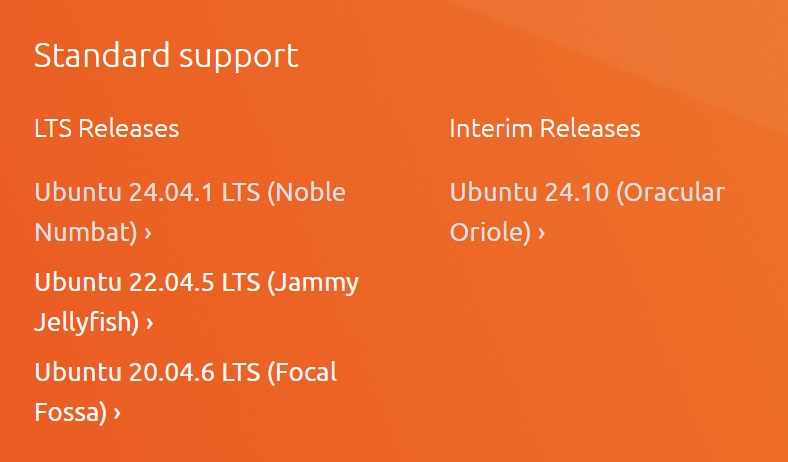 Standard support
LTS Releases
Ubuntu 24.04.1 LTS (Noble
Numbat) ›
Ubuntu 22.04.5 LTS (Jammy
Jellyfish) ›
Ubuntu 20.04.6 LTS (Focal
Fossa) ›
Interim Releases
Ubuntu 24.10 (Oracular
Oriole) ›